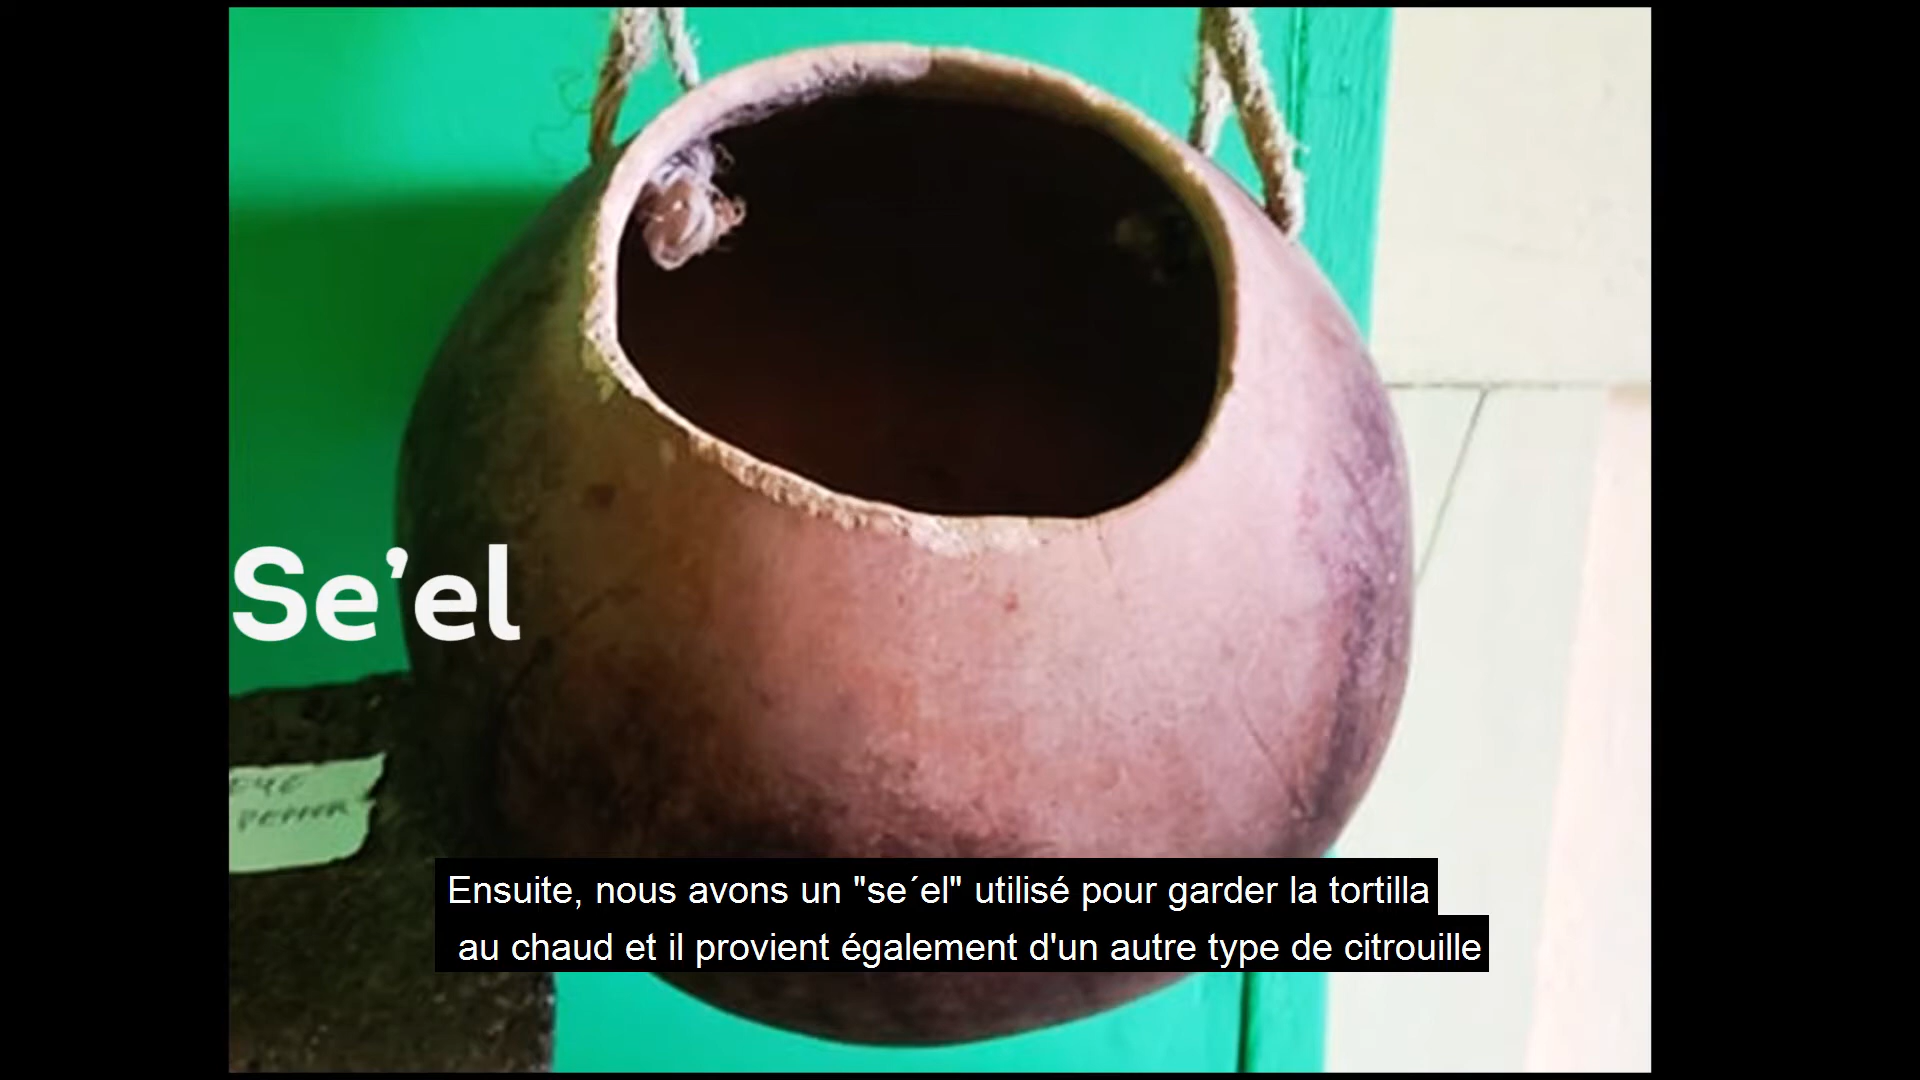 Se’el
Ensuite, nous avons un "se´el" utilisé pour garder la tortilla
au chaud et il provient également d'un autre type de citrouille